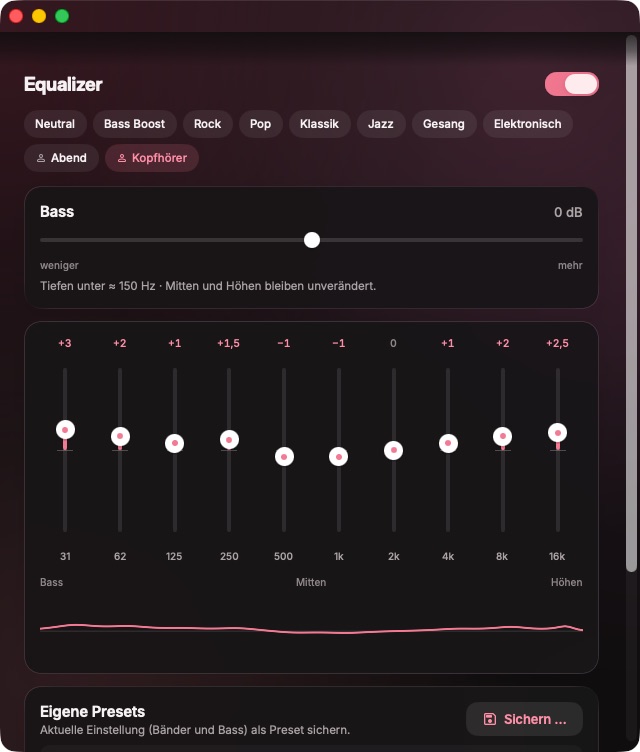 Equalizer
Neutral Bass Boost Rock Pop Klassik Jazz Gesang Elektronisch
Abend Kopfhörer
Bass 0 dB
weniger mehr
Tiefen unter ≈ 150 Hz · Mitten und Höhen bleiben unverändert.
+3 +2 +1 +1,5 −1 −1 0 +1 +2 +2,5
31 62 125 250 500 1k 2k 4k 8k 16k
Bass Mitten Höhen
Eigene Presets
Aktuelle Einstellung (Bänder und Bass) als Preset sichern.
Sichern ...